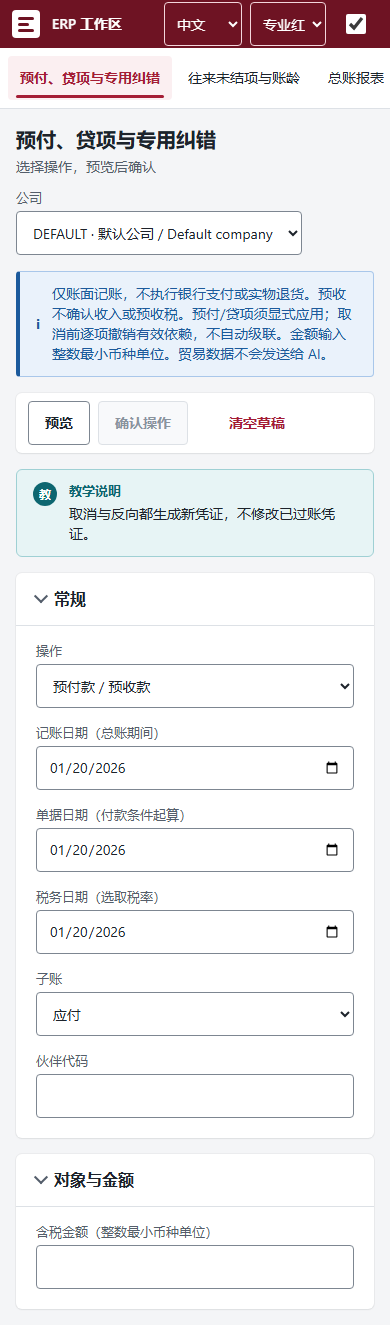 ERP 工作区
中文
专业红
预付、贷项与专用纠错
往来未结项与账龄
总账报表
预付、贷项与专用纠错
选择操作，预览后确认
公司
DEFAULT · 默认公司 / Default company
i
仅账面记账，不执行银行支付或实物退货。预收
不确认收入或预收税。预付/贷项须显式应用；取
消前逐项撤销有效依赖，不自动级联。金额输入
整数最小币种单位。贸易数据不会发送给 AI。
预览
确认操作
清空草稿
教
教学说明
取消与反向都生成新凭证，不修改已过账凭
证。
常规
操作
预付款 / 预收款
记账日期（总账期间）
01/20/2026
单据日期（付款条件起算）
01/20/2026
税务日期（选取税率）
01/20/2026
子账
应付
伙伴代码
对象与金额
含税金额（整数最小币种单位）